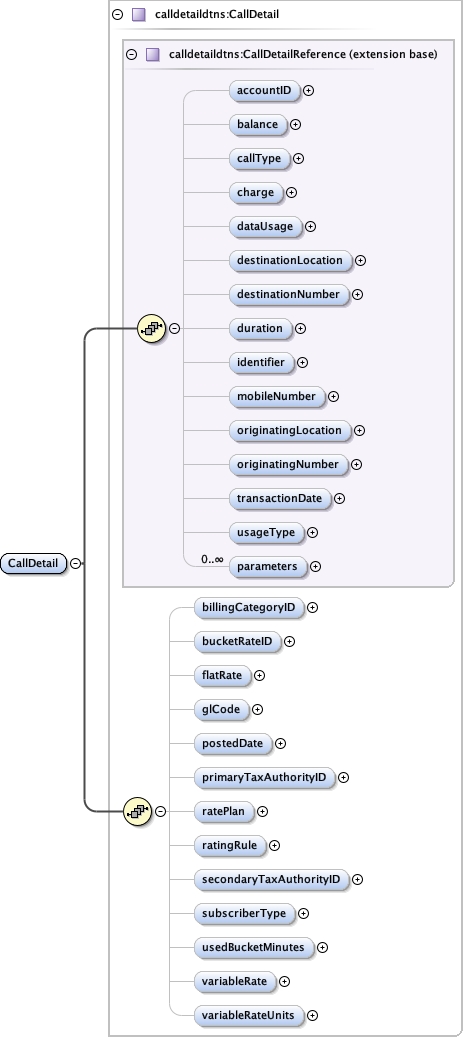 calldetaildtns:CallDetail
calldetaildtns:CallDetailReference (extension base)
accountID
balance
callType
charge
dataUsage
destinationLocation
destinationNumber
duration
identifier
mobileNumber
originatingLocation
originatingNumber
transactionDate
usageType
0..∞
parameters
CallDetail
billingCategoryID
bucketRateID
flatRate
glCode
postedDate
primaryTaxAuthorityID
ratePlan
ratingRule
secondaryTaxAuthorityID
subscriberType
usedBucketMinutes
variableRate
variableRateUnits